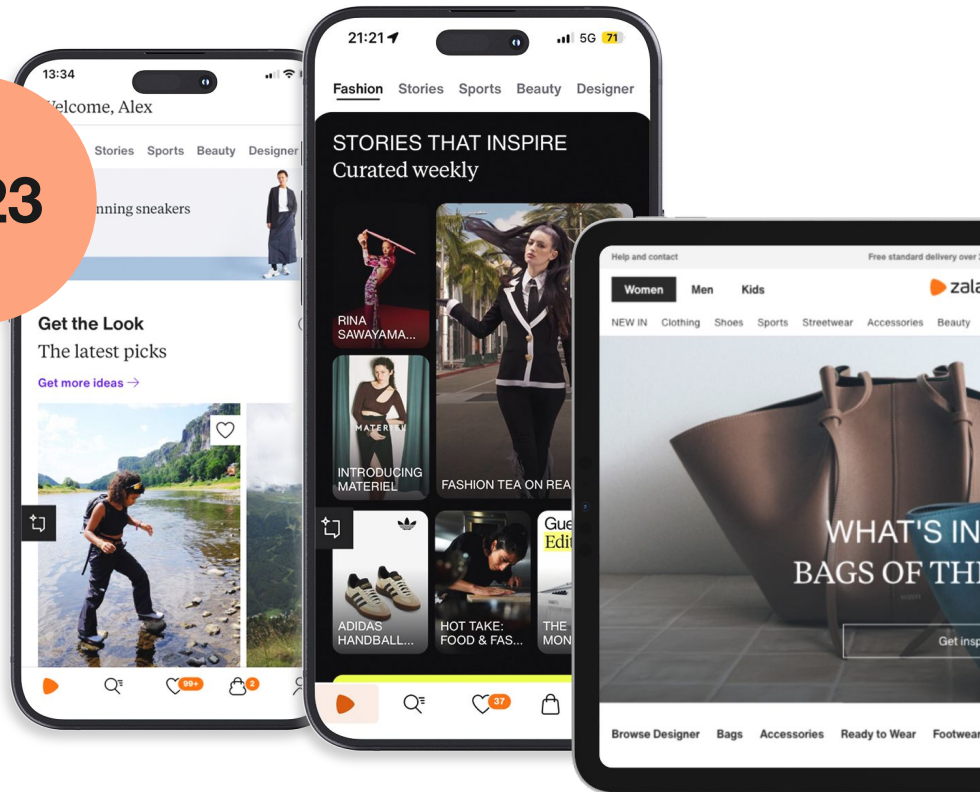 23
13:34
Welcome, Alex
Stories Sports Beauty Designer
nning sneakers
Get the Look
The latest picks
Get more ideas →
99+
2
21:21
5G 71
Fashion Stories Sports Beauty Designer
STORIES THAT INSPIRE
Curated weekly
RINA
SAWAYAMA...
MATERIEL
INTRODUCING
MATERIEL
FASHION TEA ON REA
ADIDAS
HANDBALL...
HOT TAKE:
FOOD & FAS...
Gue
Edit
THE
MON
37
Help and contact
Free standard delivery over
Women Men Kids
zala
NEW IN Clothing Shoes Sports Streetwear Accessories Beauty
WHAT'S IN
BAGS OF THE
Get insp
Browse Designer Bags Accessories Ready to Wear Footwear